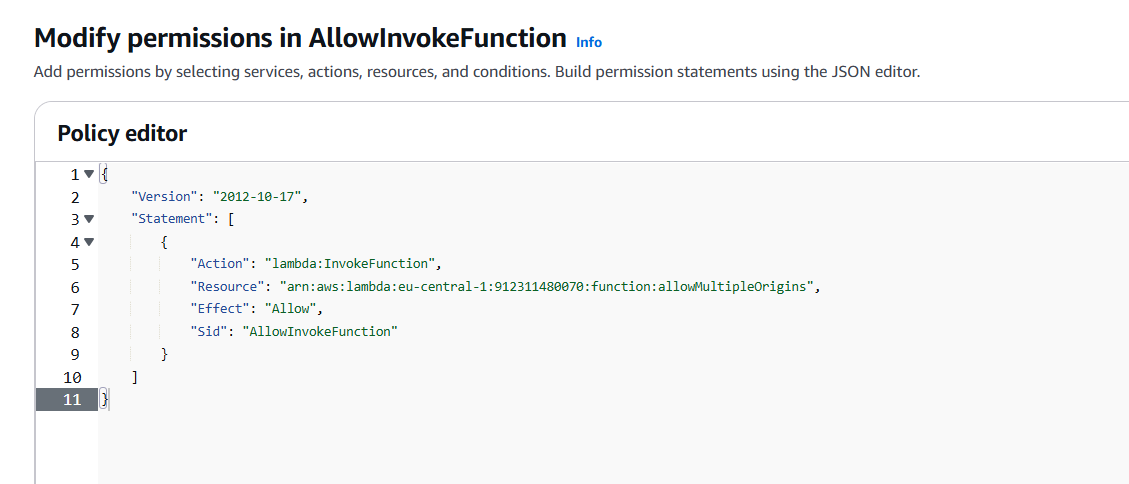 Modify permissions in AllowInvokeFunction Info
Add permissions by selecting services, actions, resources, and conditions. Build permission statements using the JSON editor.
Policy editor
1 {
2 "Version": "2012-10-17",
3 "Statement": [
4 {
5 "Action": "lambda:InvokeFunction",
6 "Resource": "arn:aws:lambda:eu-central-1:912311480070:function:allowMultipleOrigins",
7 "Effect": "Allow",
8 "Sid": "AllowInvokeFunction"
9 }
10 ]
11 }